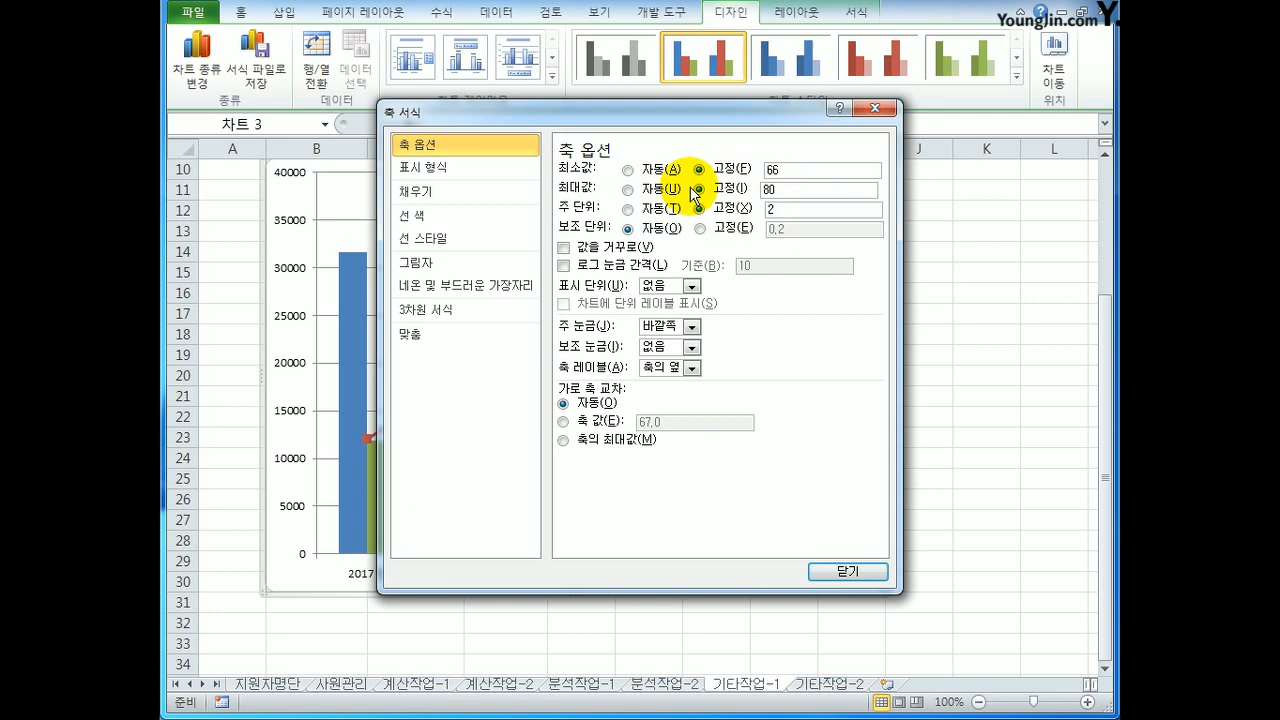 파일 홈 삽입 페이지 레이아웃 수식 데이터 검토 보기 개발 도구 디자인 레이아웃 서식
YoungJin.com Y.
차트 종류 변경
서식 파일로 저장
행/열 전환
데이터 선택
차트 이동
종류 데이터 위치
차트 3
A B J K L
10
11
12
13
14
15
16
17
18
19
20
21
22
23
24
25
26
27
28
29
30
31
32
33
34
40000
35000
30000
25000
20000
15000
10000
5000
0
2017
축 서식
축 옵션
표시 형식
채우기
선 색
선 스타일
그림자
네온 및 부드러운 가장자리
3차원 서식
맞춤
축 옵션
최소값: 자동(A) 고정(F) 66
최대값: 자동(U) 고정(I) 80
주 단위: 자동(T) 고정(X) 2
보조 단위: 자동(O) 고정(E) 0,2
값을 거꾸로(V)
로그 눈금 간격(L) 기준(B): 10
표시 단위(U): 없음
차트에 단위 레이블 표시(S)
주 눈금(J): 바깥쪽
보조 눈금(I): 없음
축 레이블(A): 축의 옆
가로 축 교차:
자동(O)
축 값(E): 67,0
축의 최대값(M)
닫기
지원자명단 사원관리 계산작업-1 계산작업-2 분석작업-1 분석작업-2 기타작업-1 기타작업-2
준비 100%